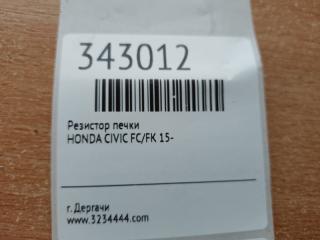 343012
Резистор печки
HONDA CIVIC FC/FK 15-
г. Дергачи
www.3234444.com